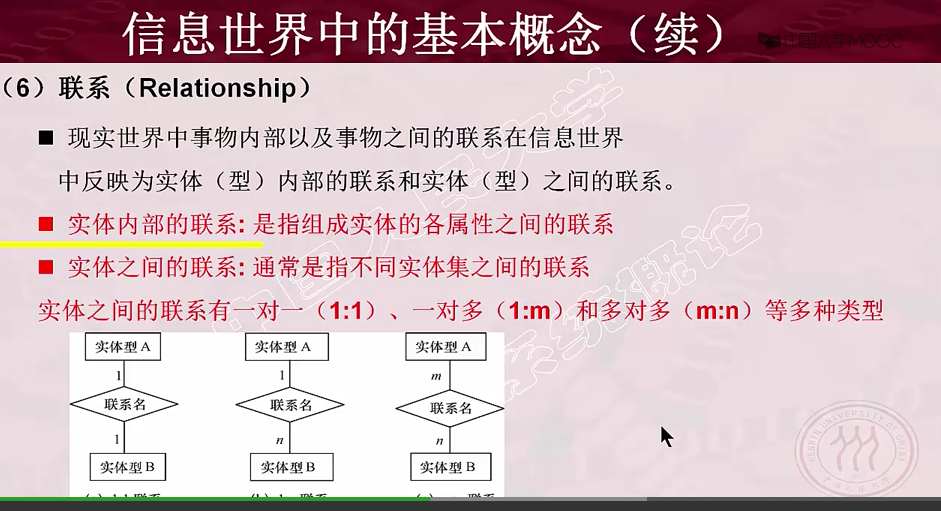 信息世界中的基本概念（续）
中国大学MOOC
（6）联系（Relationship）
■ 现实世界中事物内部以及事物之间的联系在信息世界
中反映为实体（型）内部的联系和实体（型）之间的联系。
■ 实体内部的联系: 是指组成实体的各属性之间的联系
■ 实体之间的联系: 通常是指不同实体集之间的联系
实体之间的联系有一对一（1:1）、一对多（1:m）和多对多（m:n）等多种类型
实体型A 实体型A 实体型A
1 1 m
联系名 联系名 联系名
1 n n
实体型B 实体型B 实体型B